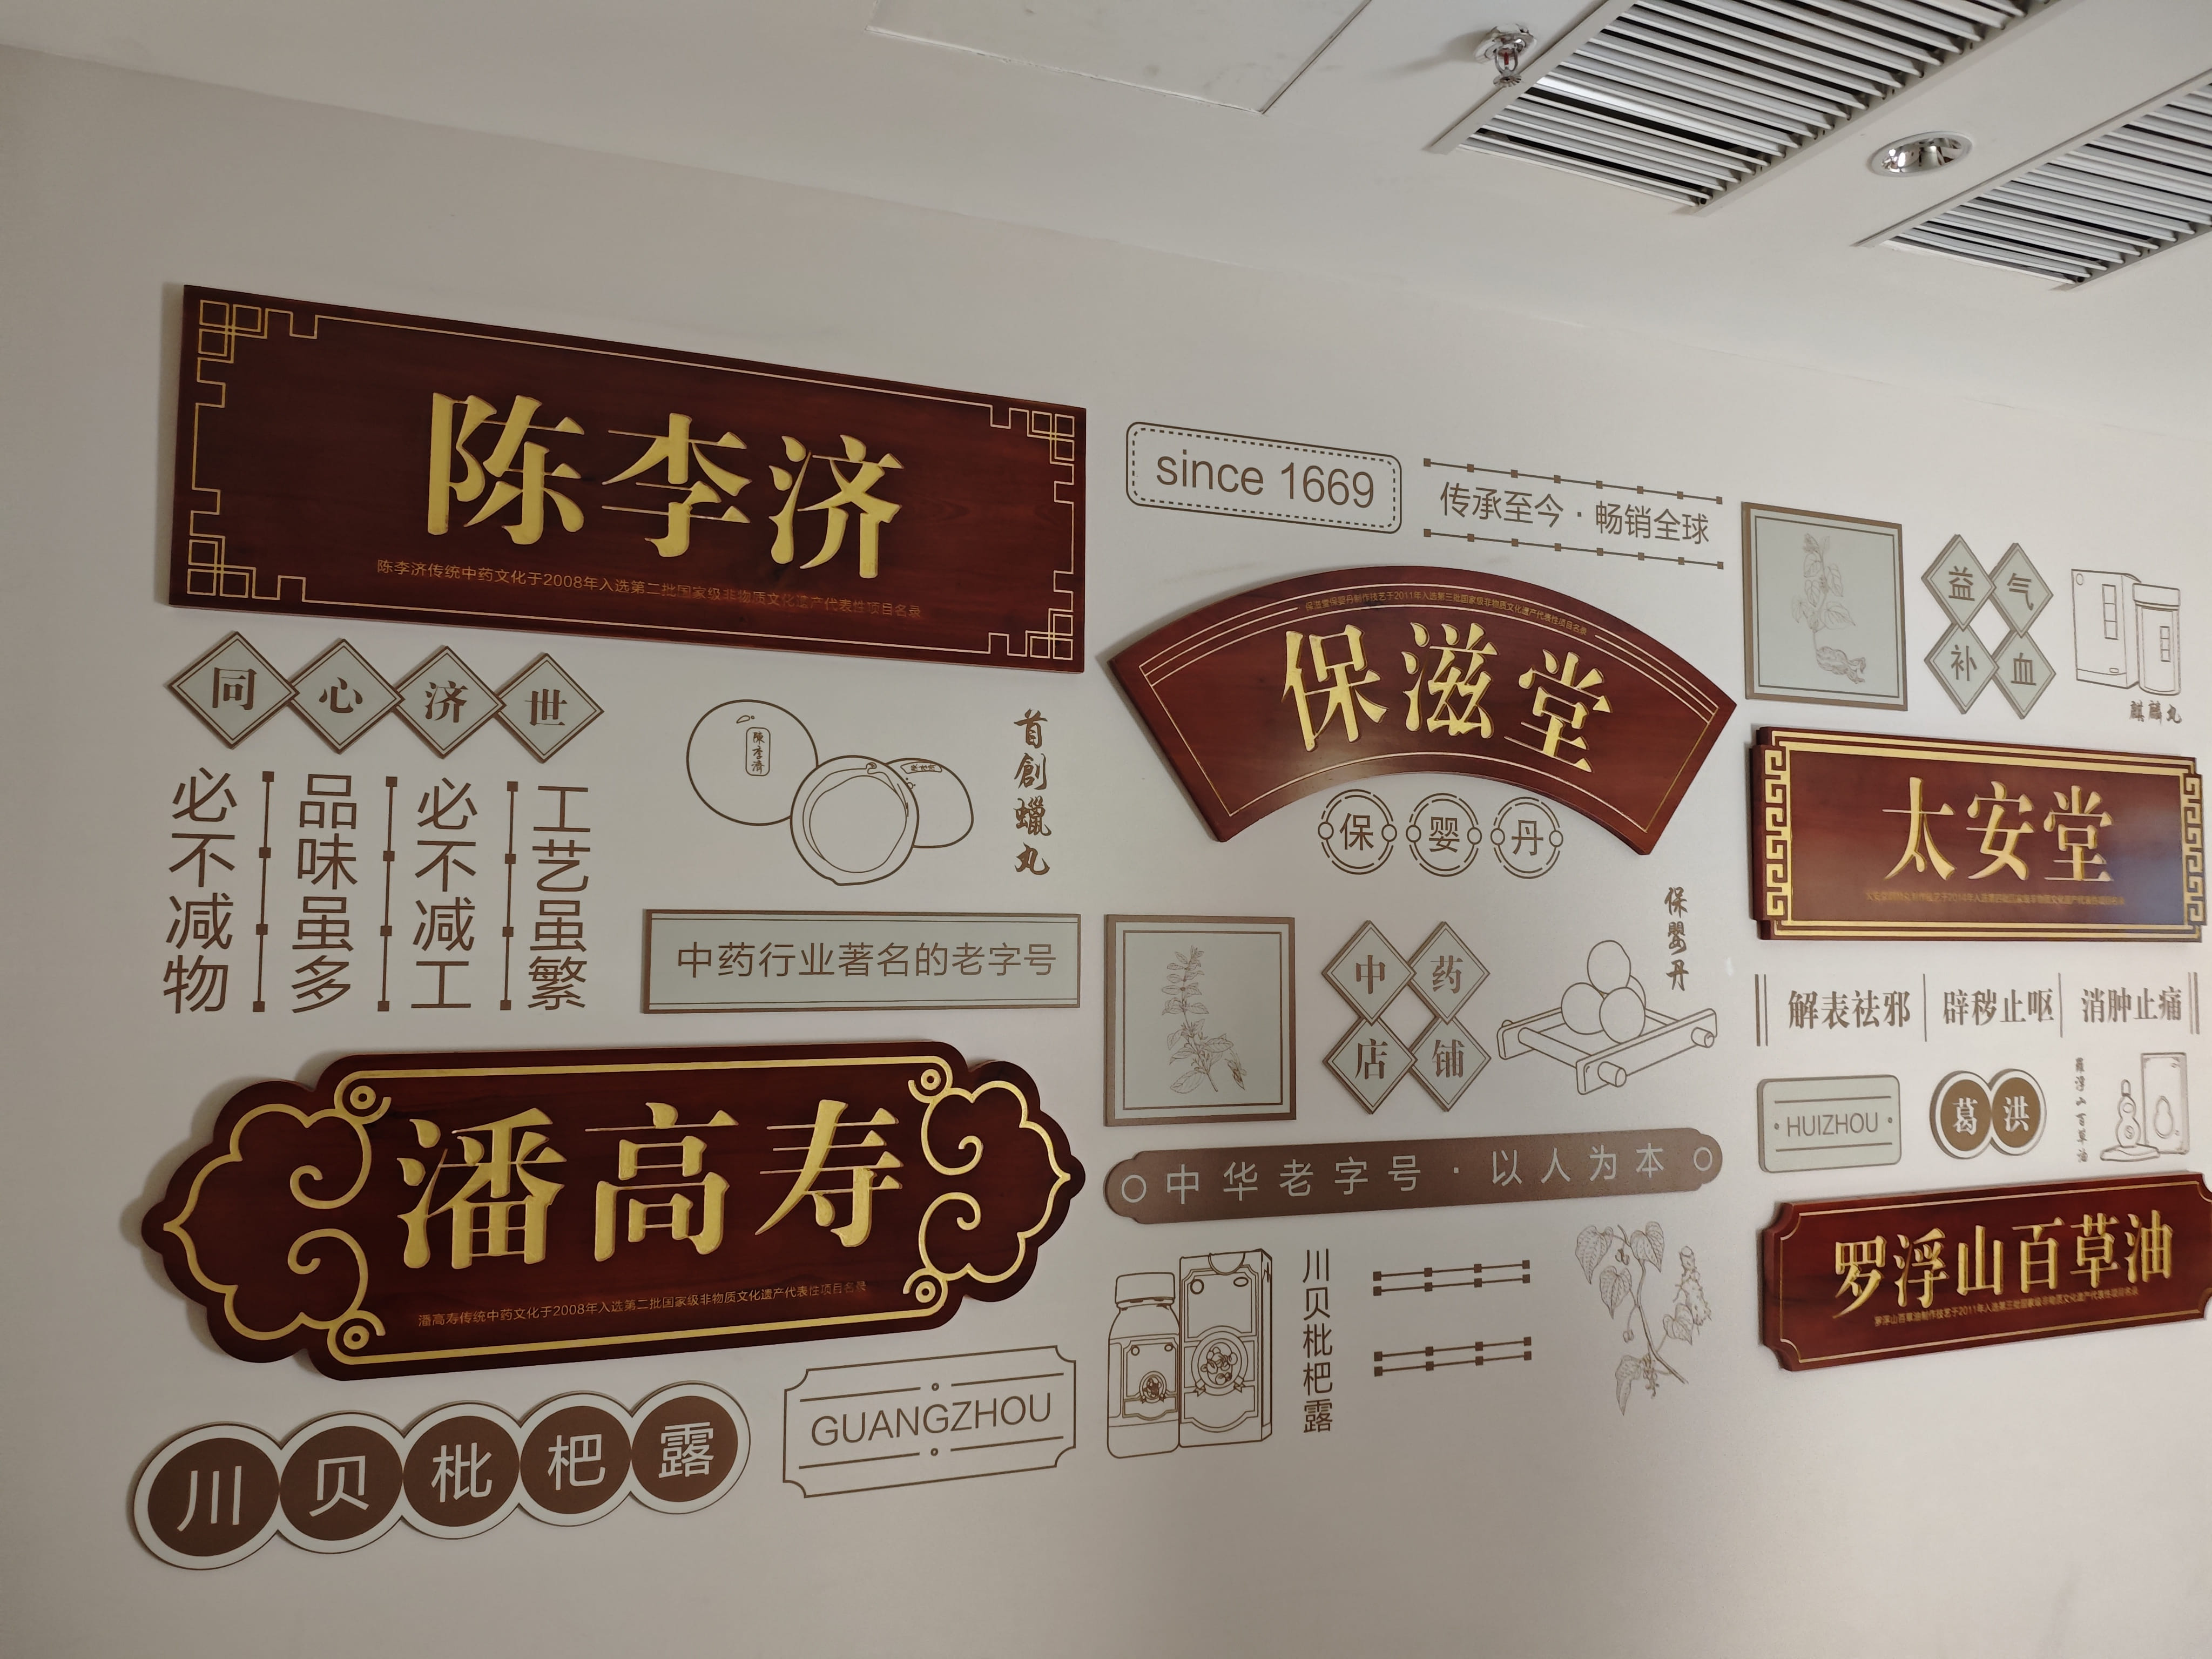 陈李济
陈李济传统中药文化于2008年入选第二批国家级非物质文化遗产代表性项目名录
同心济世
工艺虽繁
必不减工
品味虽多
必不减物
陳李濟
首創蠟丸
中药行业著名的老字号
潘高寿
潘高寿传统中药文化于2008年入选第二批国家级非物质文化遗产代表性项目名录
川贝枇杷露
GUANGZHOU
since 1669
传承至今·畅销全球
保滋堂保婴丹制作技艺于2011年入选第三批国家级非物质文化遗产代表性项目名录
保滋堂
保婴丹
中药
店铺
保嬰丹
中华老字号·以人为本
川贝枇杷露
益气
补血
麒麟丸
太安堂
解表祛邪
辟秽止呕
消肿止痛
HUIZHOU
葛洪
羅浮山百草油
罗浮山百草油
罗浮山百草油制作技艺于2011年入选第三批国家级非物质文化遗产代表性项目名录